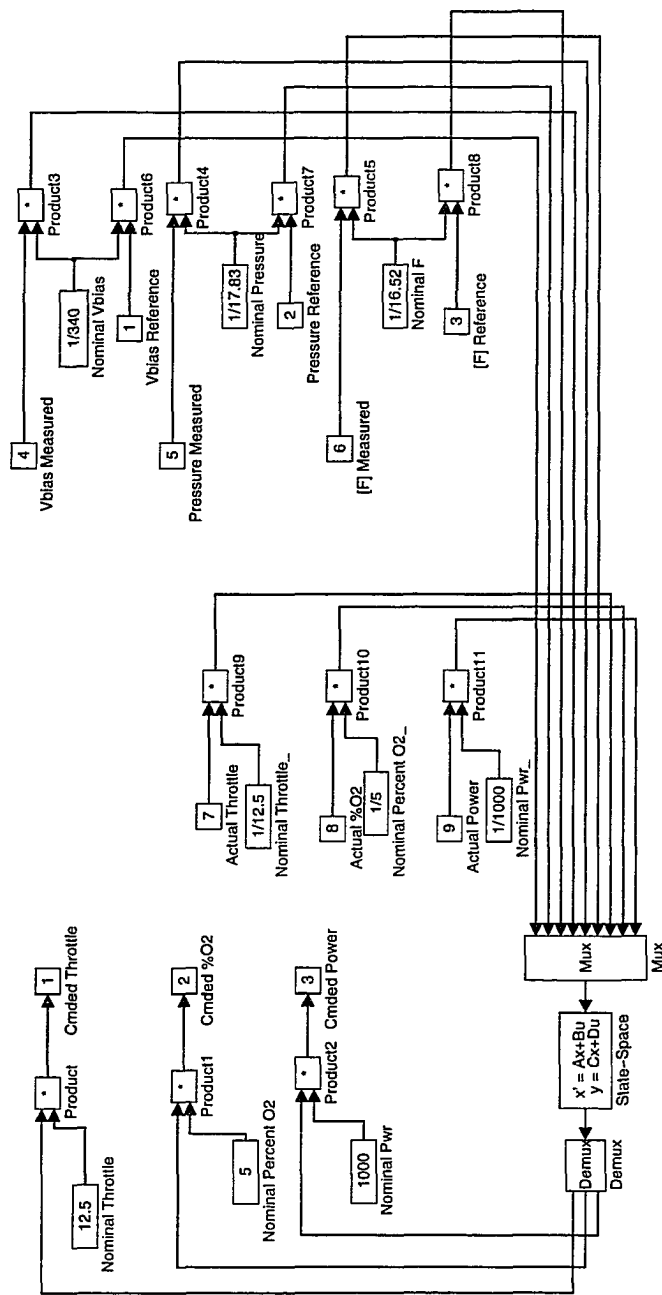 12.5
Nominal Throttle
*
Product
1
Cmded Throttle
5
Nominal Percent O2
*
Product1
2
Cmded %O2
1000
Nominal Pwr
*
Product2
3
Cmded Power
7
Actual Throttle
1/12.5
Nominal Throttle_
*
Product9
8
Actual %O2_
1/5
Nominal Percent O2_
*
Product10
9
Actual Power
1/1000
Nominal Pwr_
*
Product11
4
Vbias Measured
1/340
Nominal Vbias
1
Vbias Reference
*
Product3
*
Product6
5
Pressure Measured
1/17.83
Nominal Pressure
2
Pressure Reference
*
Product4
*
Product7
6
[F] Measured
1/16.52
Nominal F
3
[F] Reference
*
Product5
*
Product8
Demux
Demux
x' = Ax+Bu
y = Cx+Du
State-Space
Mux
Mux